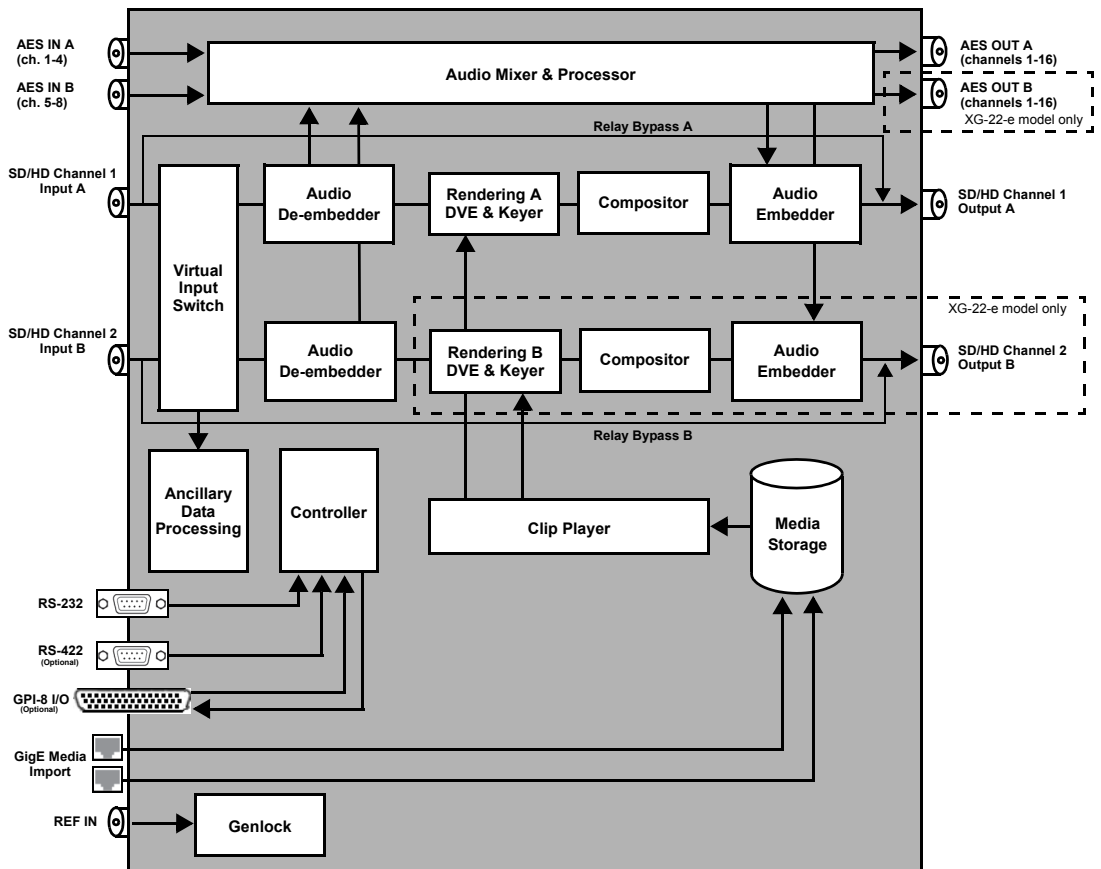 AES IN A
(ch. 1-4)
AES OUT A
(channels 1-16)
Audio Mixer & Processor
AES IN B
(ch. 5-8)
AES OUT B
(channels 1-16)
XG-22-e model only
Relay Bypass A
SD/HD Channel 1
Input A
Audio
De-embedder
Rendering A
DVE & Keyer
Compositor
Audio
Embedder
SD/HD Channel 1
Output A
Virtual
Input
Switch
XG-22-e model only
SD/HD Channel 2
Input B
Audio
De-embedder
Rendering B
DVE & Keyer
Compositor
Audio
Embedder
SD/HD Channel 2
Output B
Relay Bypass B
Ancillary
Data
Processing
Controller
Clip Player
Media
Storage
RS-232
RS-422
(Optional)
GPI-8 I/O
(Optional)
GigE Media
Import
REF IN
Genlock